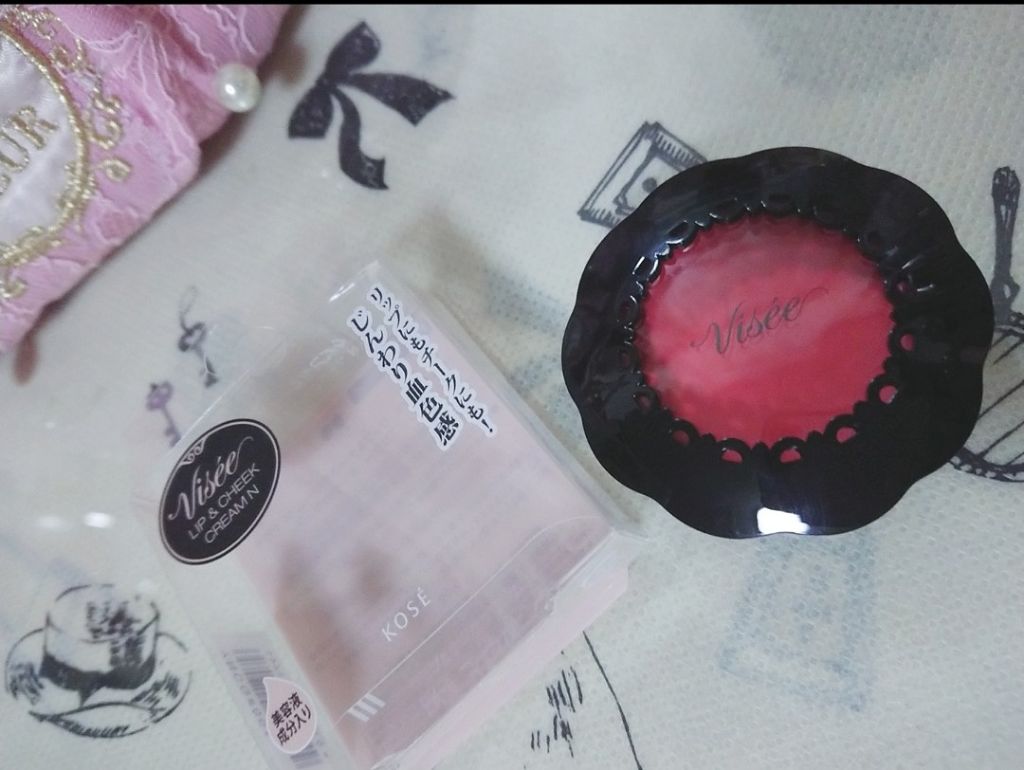 リップにもチークにも!
じんわり血色感
Visée
LIP & CHEEK
CREAM N
KOSÉ
美容液
成分入り
Visée